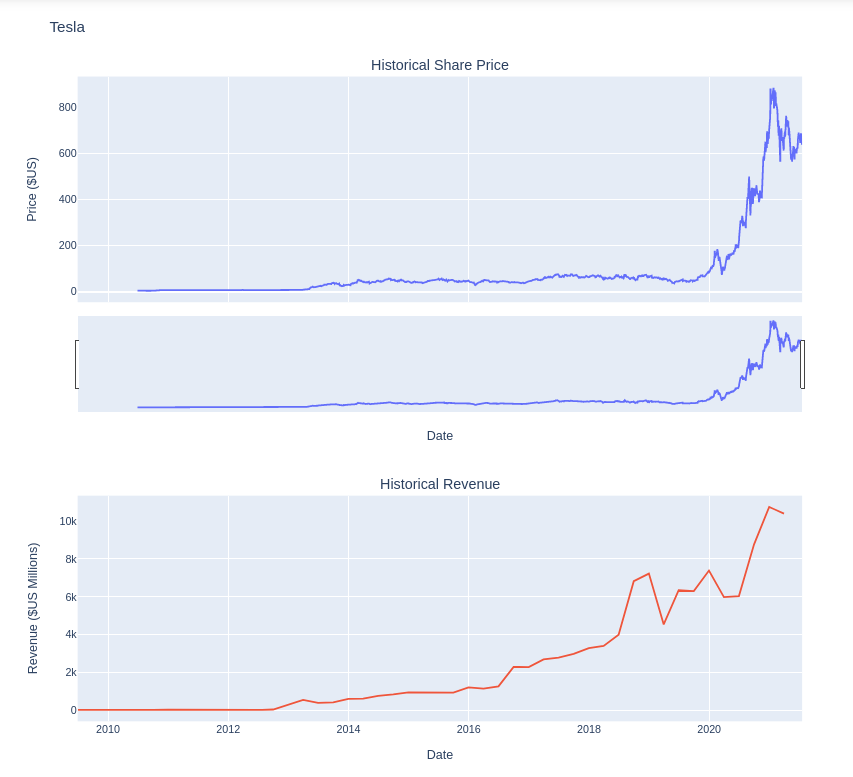 Tesla
Historical Share Price
Price ($US)
800
600
400
200
0
Date
Historical Revenue
Revenue ($US Millions)
10k
8k
6k
4k
2k
0
2010 2012 2014 2016 2018 2020
Date